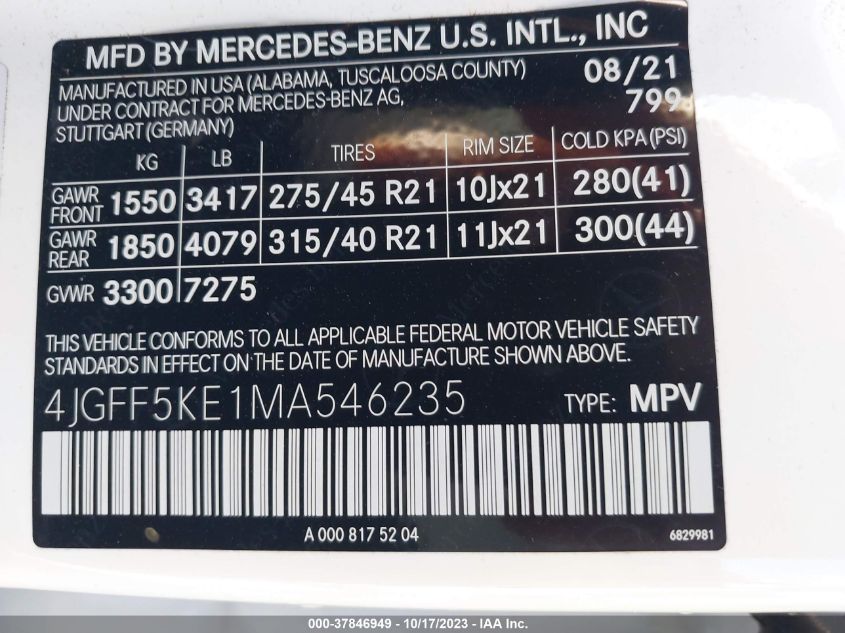 MFD BY MERCEDES-BENZ U.S. INTL., INC
MANUFACTURED IN USA (ALABAMA, TUSCALOOSA COUNTY) 08/21
UNDER CONTRACT FOR MERCEDES-BENZ AG, 799
STUTTGART (GERMANY)
KG LB TIRES RIM SIZE COLD KPA (PSI)
GAWR FRONT 1550 3417 275/45 R21 10Jx21 280(41)
GAWR REAR 1850 4079 315/40 R21 11Jx21 300(44)
GVWR 3300 7275
THIS VEHICLE CONFORMS TO ALL APPLICABLE FEDERAL MOTOR VEHICLE SAFETY
STANDARDS IN EFFECT ON THE DATE OF MANUFACTURE SHOWN ABOVE.
4JGFF5KE1MA546235 TYPE: MPV
A 000 817 52 04 6829981
000-37846949 - 10/17/2023 - IAA Inc.